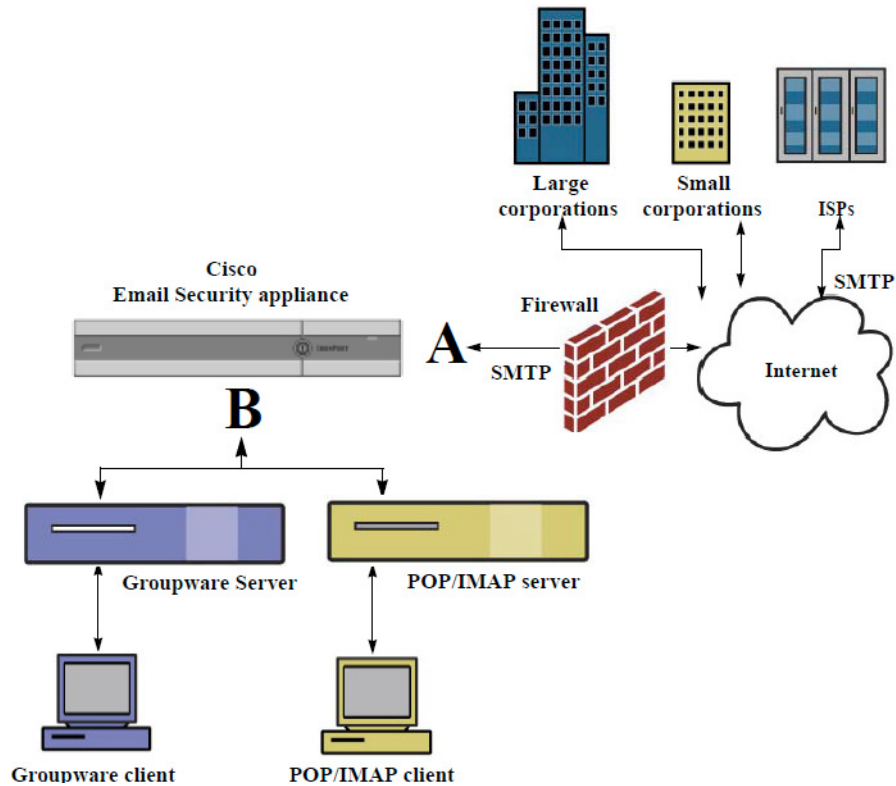 Large
corporations
Small
corporations
ISPs
SMTP
Cisco
Email Security appliance
Firewall
IRONPORT
A
SMTP
Internet
B
Groupware Server
POP/IMAP server
Groupware client
POP/IMAP client